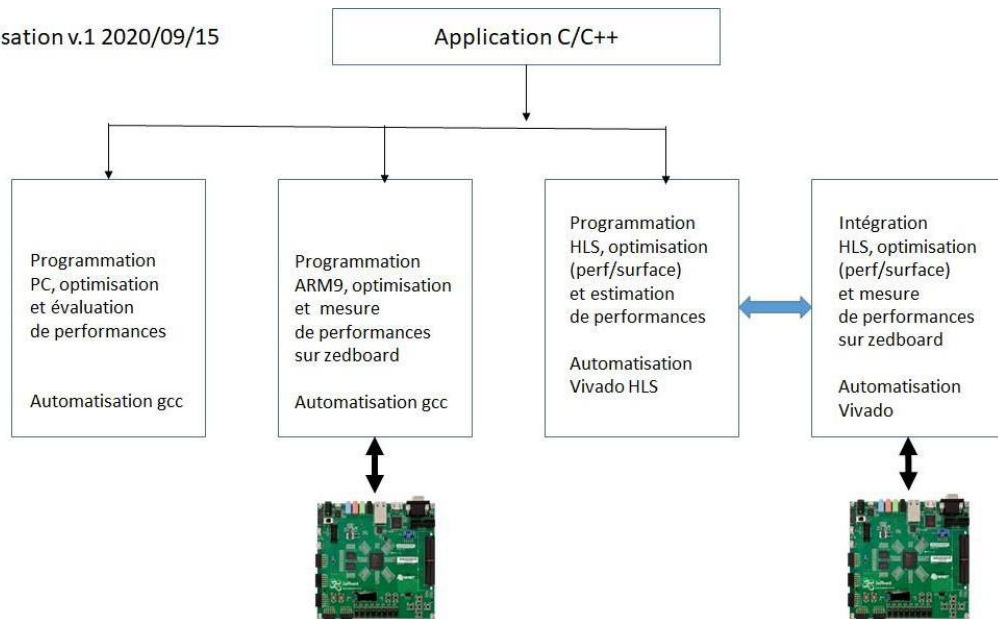 sation v.1 2020/09/15
Application C/C++
Programmation
PC, optimisation
et évaluation
de performances
Automatisation gcc
Programmation
ARM9, optimisation
et mesure
de performances
sur zedboard
Automatisation gcc
Programmation
HLS, optimisation
(perf/surface)
et estimation
de performances
Automatisation
Vivado HLS
Intégration
HLS, optimisation
(perf/surface)
et mesure
de performances
sur zedboard
Automatisation
Vivado